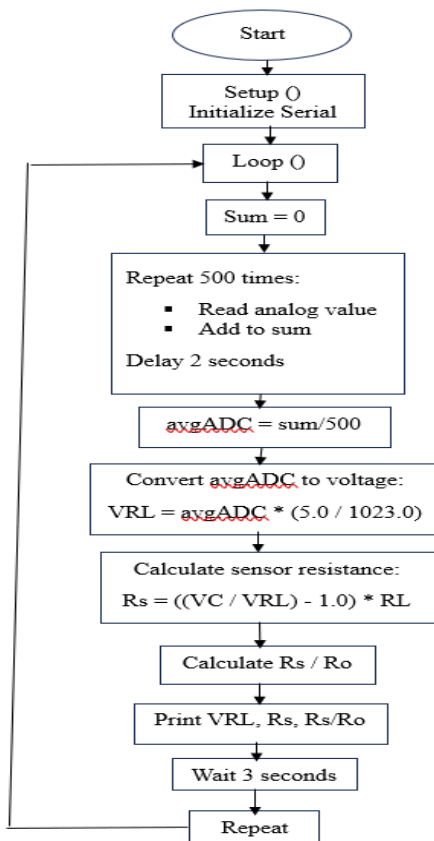 Start
Setup ()
Initialize Serial
Loop ()
Sum = 0
Repeat 500 times:
▪ Read analog value
▪ Add to sum
Delay 2 seconds
avgADC = sum/500
Convert avgADC to voltage:
VRL = avgADC * (5.0 / 1023.0)
Calculate sensor resistance:
Rs = ((VC / VRL) - 1.0) * RL
Calculate Rs / Ro
Print VRL, Rs, Rs/Ro
Wait 3 seconds
Repeat